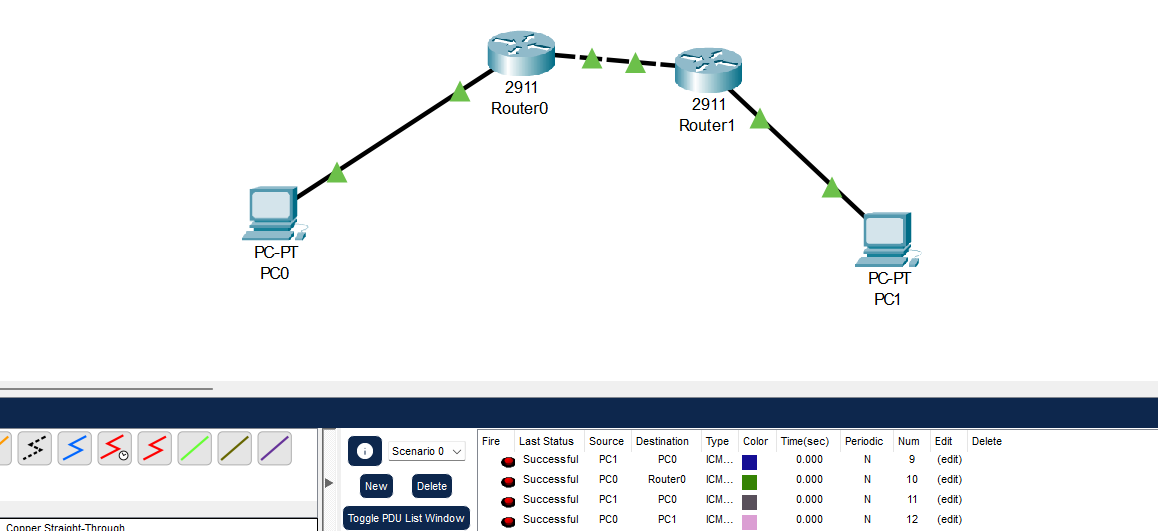 2911
Router0
2911
Router1
PC-PT
PC0
PC-PT
PC1
Scenario 0
New Delete
Toggle PDU List Window
Fire Last Status Source Destination Type Color Time(sec) Periodic Num Edit Delete
Successful PC1 PC0 ICM... 0.000 N 9 (edit)
Successful PC0 Router0 ICM... 0.000 N 10 (edit)
Successful PC1 PC0 ICM... 0.000 N 11 (edit)
Successful PC0 PC1 ICM... 0.000 N 12 (edit)
Copper Straight-Through